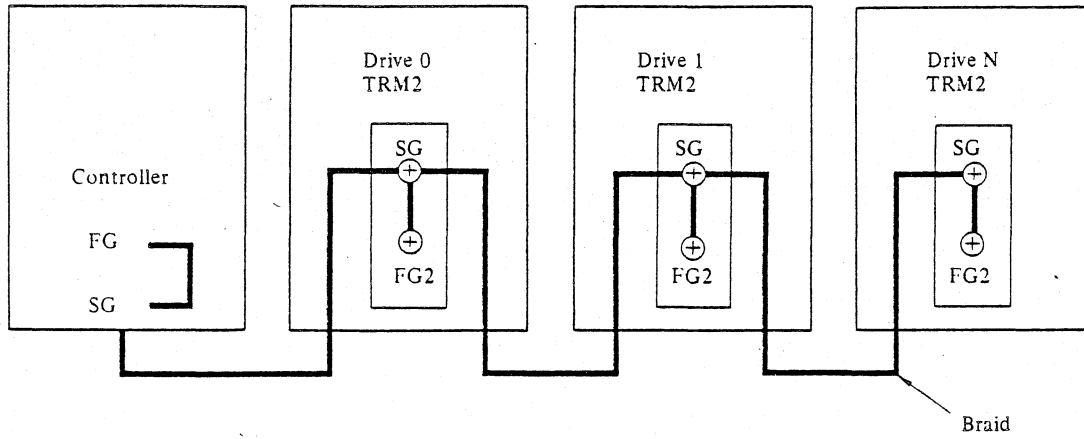 Controller
FG
SG
Drive 0
TRM2
SG
FG2
Drive 1
TRM2
SG
FG2
Drive N
TRM2
SG
FG2
Braid